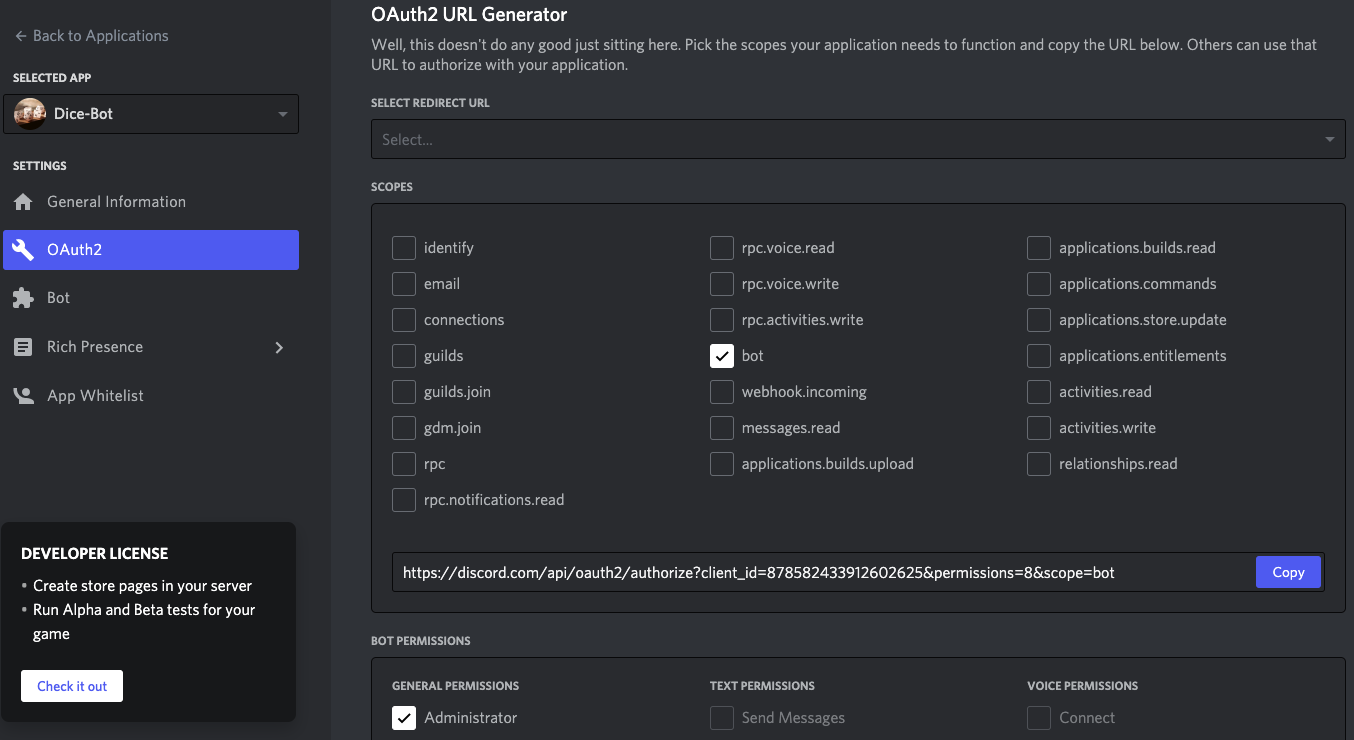 Back to Applications
SELECTED APP
Dice-Bot
SETTINGS
General Information
OAuth2
Bot
Rich Presence
App Whitelist
DEVELOPER LICENSE
• Create store pages in your server
• Run Alpha and Beta tests for your
game
Check it out
OAuth2 URL Generator
Well, this doesn't do any good just sitting here. Pick the scopes your application needs to function and copy the URL below. Others can use that
URL to authorize with your application.
SELECT REDIRECT URL
Select...
SCOPES
identify
email
connections
guilds
guilds.join
gdm.join
rpc
rpc.notifications.read
rpc.voice.read
rpc.voice.write
rpc.activities.write
bot
webhook.incoming
messages.read
applications.builds.upload
applications.builds.read
applications.commands
applications.store.update
applications.entitlements
activities.read
activities.write
relationships.read
https://discord.com/api/oauth2/authorize?client_id=878582433912602625&permissions=8&scope=bot
Copy
BOT PERMISSIONS
GENERAL PERMISSIONS
Administrator
TEXT PERMISSIONS
Send Messages
VOICE PERMISSIONS
Connect